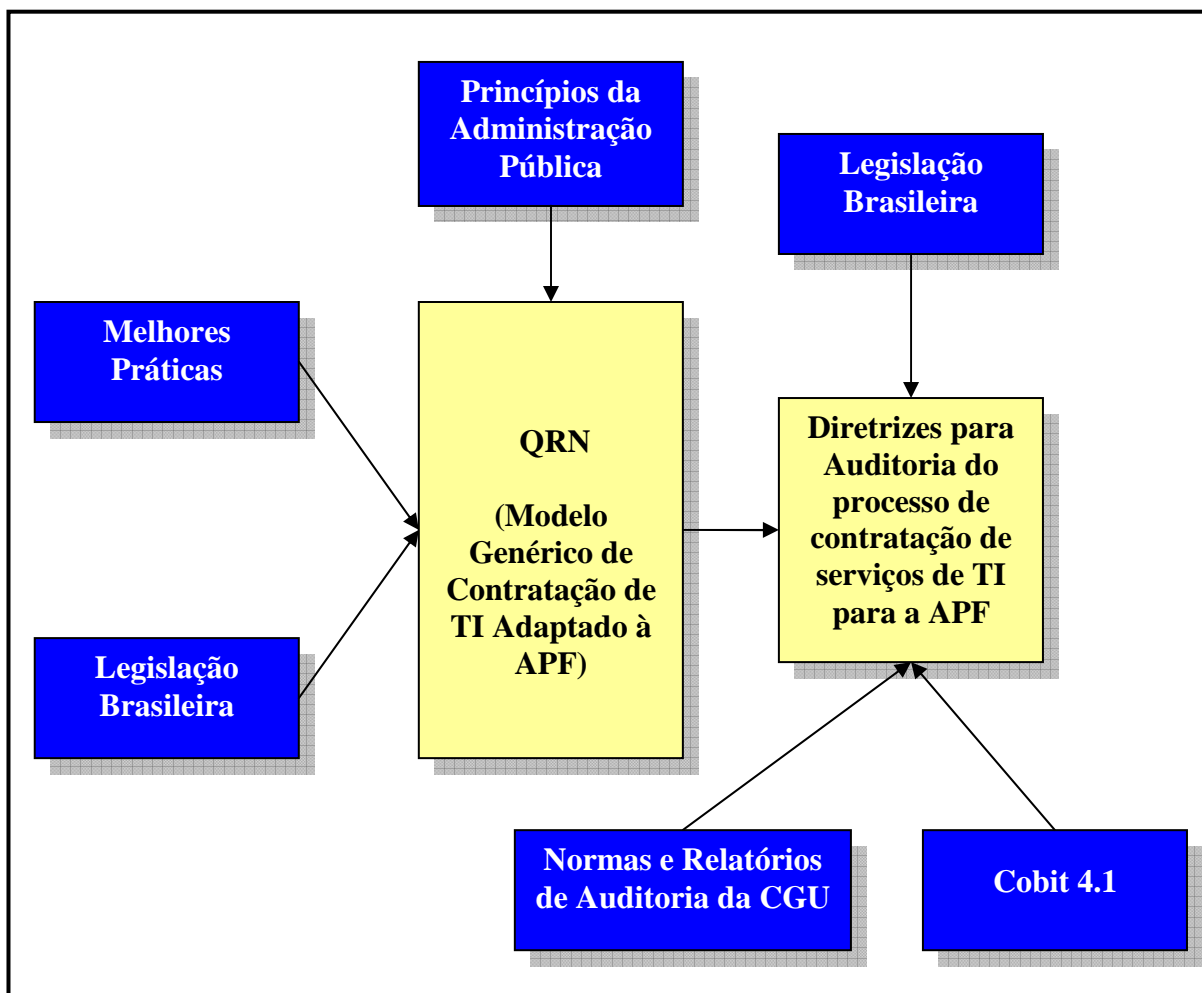 Princípios da
Administração
Pública
Legislação
Brasileira
Melhores
Práticas
QRN
(Modelo
Genérico de
Contratação de
TI Adaptado à
APF)
Diretrizes para
Auditoria do
processo de
contratação de
serviços de TI
para a APF
Legislação
Brasileira
Normas e Relatórios
de Auditoria da CGU
Cobit 4.1